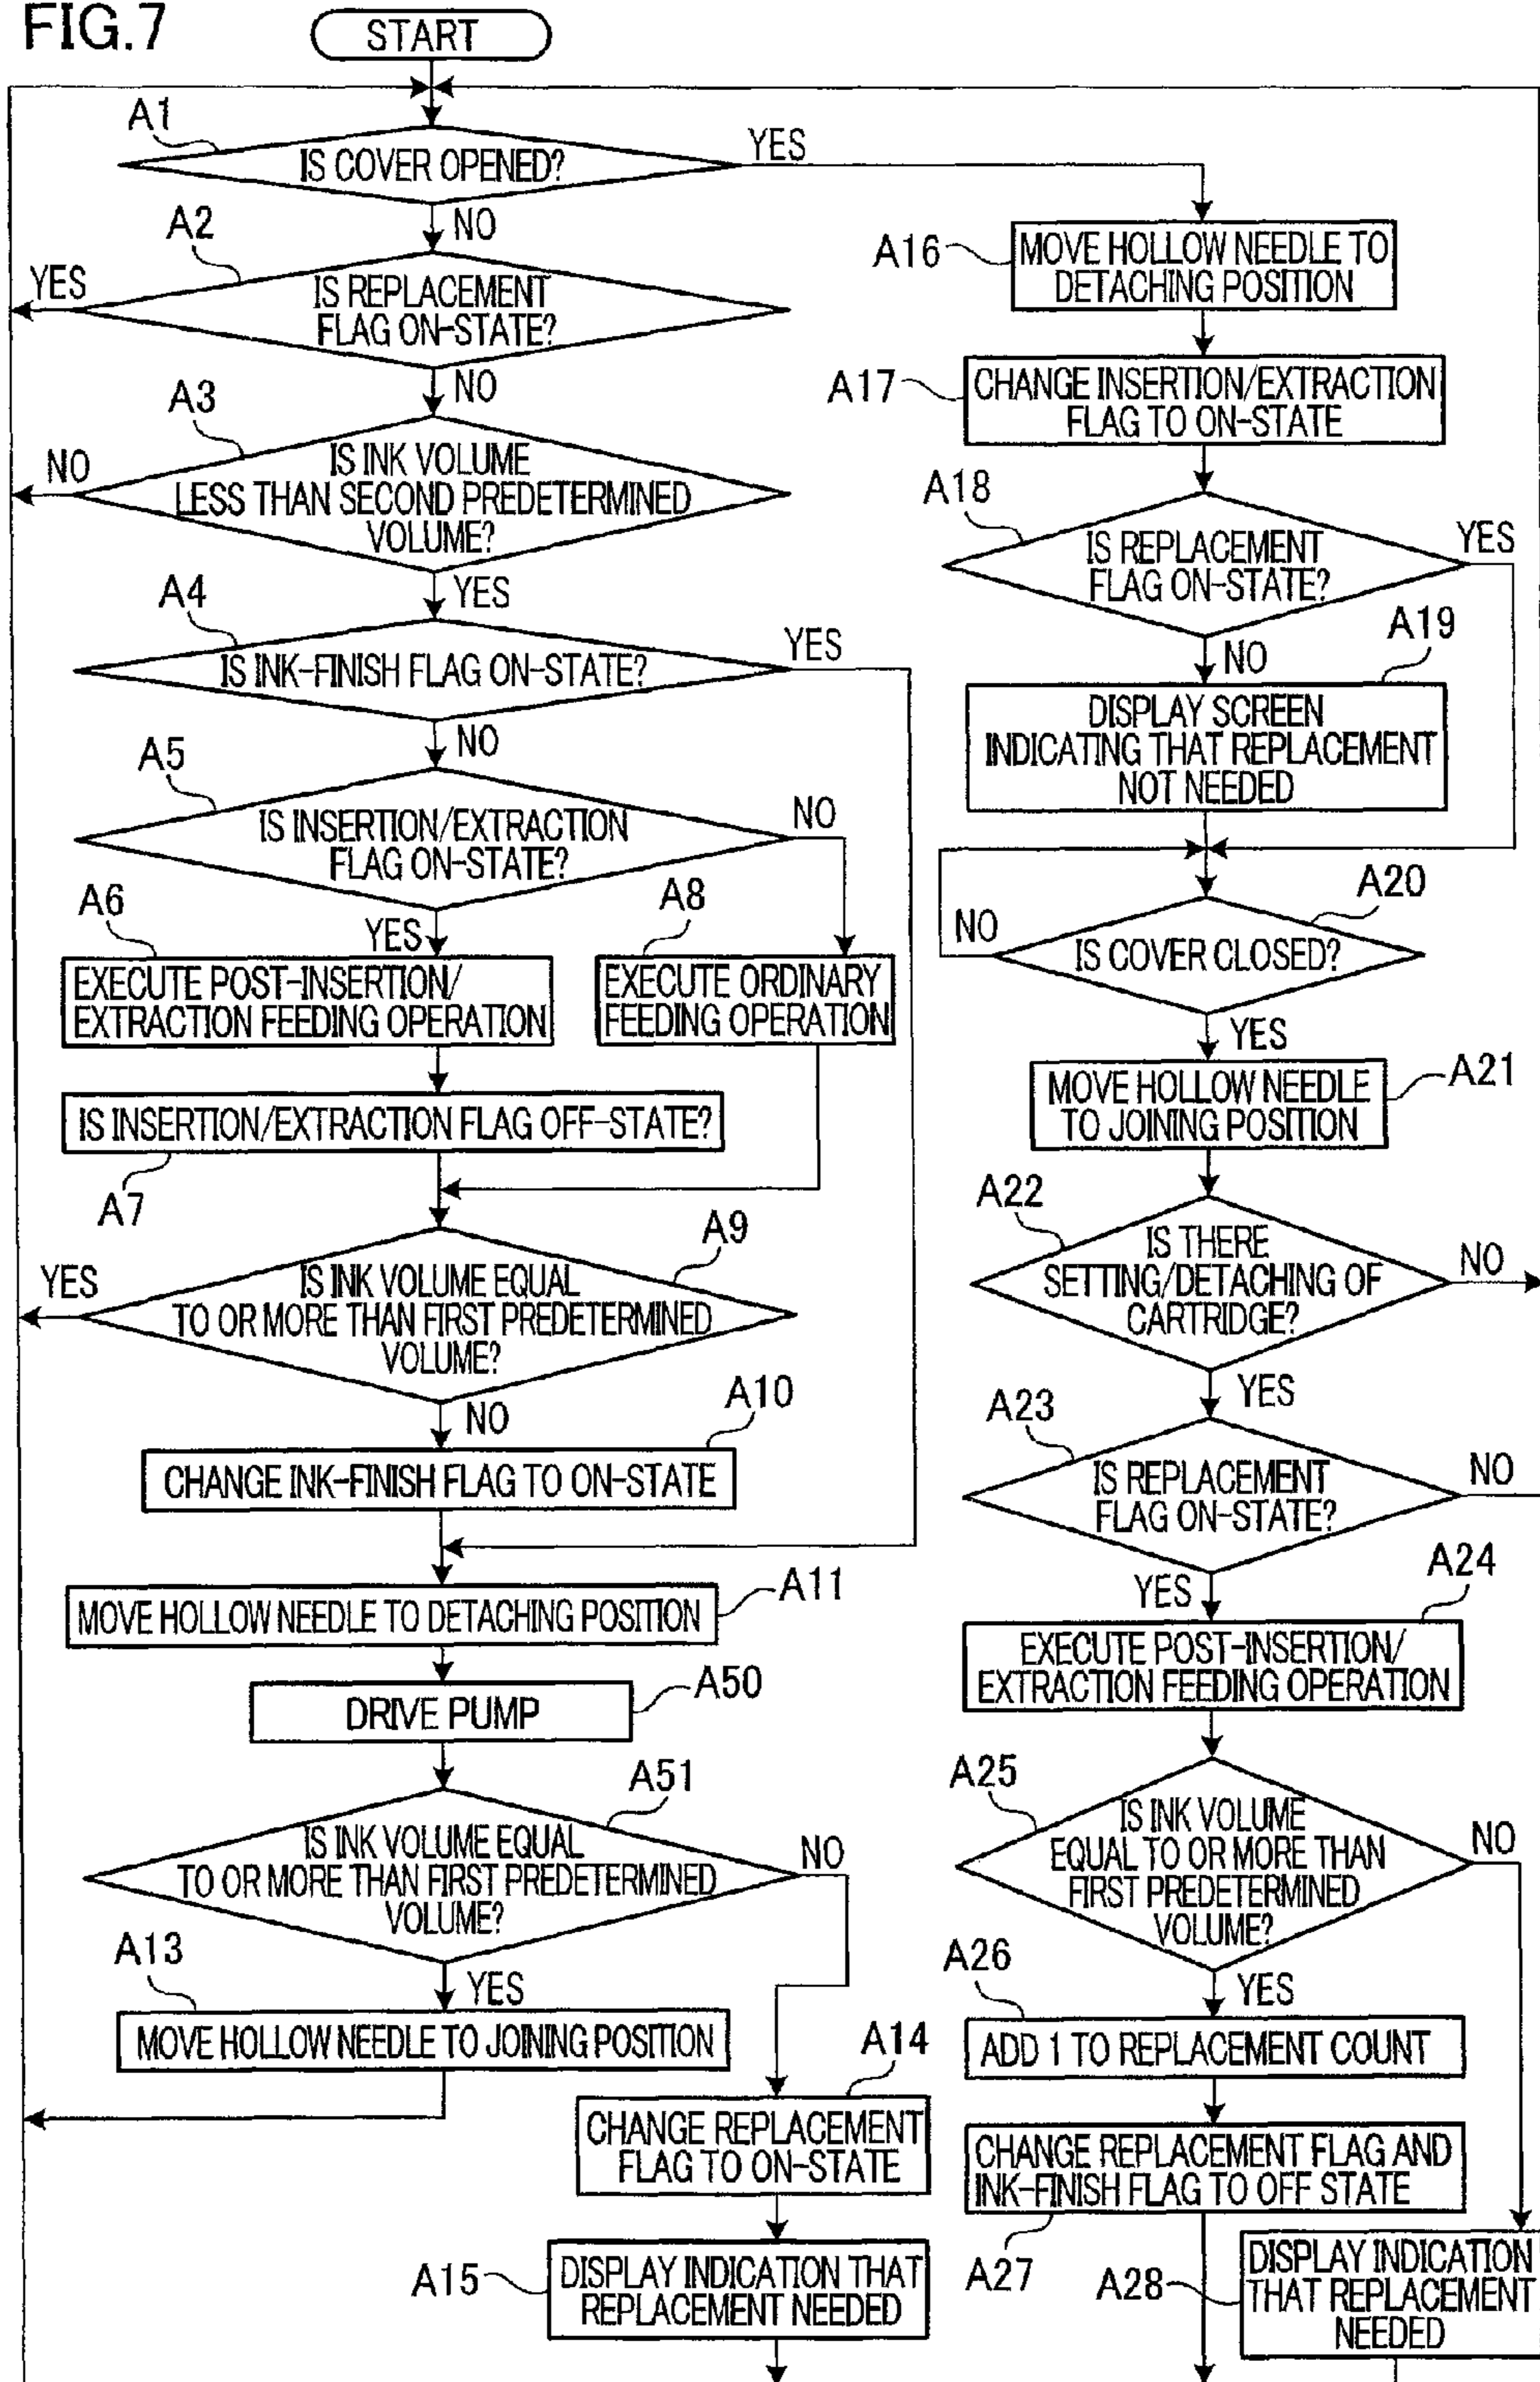 FIG.7
START
A1
IS COVER OPENED?
YES
NO
A2
YES
IS REPLACEMENT
FLAG ON-STATE?
NO
A3
NO
IS INK VOLUME
LESS THAN SECOND PREDETERMINED
VOLUME?
YES
A4
IS INK-FINISH FLAG ON-STATE?
YES
NO
A5
IS INSERTION/EXTRACTION
FLAG ON-STATE?
NO
YES
A6
EXECUTE POST-INSERTION/
EXTRACTION FEEDING OPERATION
A8
EXECUTE ORDINARY
FEEDING OPERATION
IS INSERTION/EXTRACTION FLAG OFF-STATE?
A7
A9
YES
IS INK VOLUME EQUAL
TO OR MORE THAN FIRST PREDETERMINED
VOLUME?
NO
A10
CHANGE INK-FINISH FLAG TO ON-STATE
MOVE HOLLOW NEEDLE TO DETACHING POSITION
A11
DRIVE PUMP
A50
A51
IS INK VOLUME EQUAL
TO OR MORE THAN FIRST PREDETERMINED
VOLUME?
NO
YES
A13
MOVE HOLLOW NEEDLE TO JOINING POSITION
A14
CHANGE REPLACEMENT
FLAG TO ON-STATE
A15
DISPLAY INDICATION THAT
REPLACEMENT NEEDED
A16
MOVE HOLLOW NEEDLE TO
DETACHING POSITION
A17
CHANGE INSERTION/EXTRACTION
FLAG TO ON-STATE
A18
IS REPLACEMENT
FLAG ON-STATE?
YES
NO
A19
DISPLAY SCREEN
INDICATING THAT REPLACEMENT
NOT NEEDED
A20
NO
IS COVER CLOSED?
YES
MOVE HOLLOW NEEDLE
TO JOINING POSITION
A21
A22
IS THERE
SETTING/DETACHING OF
CARTRIDGE?
NO
YES
A23
IS REPLACEMENT
FLAG ON-STATE?
NO
YES
A24
EXECUTE POST-INSERTION/
EXTRACTION FEEDING OPERATION
A25
IS INK VOLUME
EQUAL TO OR MORE THAN
FIRST PREDETERMINED
VOLUME?
NO
YES
A26
ADD 1 TO REPLACEMENT COUNT
CHANGE REPLACEMENT FLAG AND
INK-FINISH FLAG TO OFF STATE
A27
A28
DISPLAY INDICATION
THAT REPLACEMENT
NEEDED